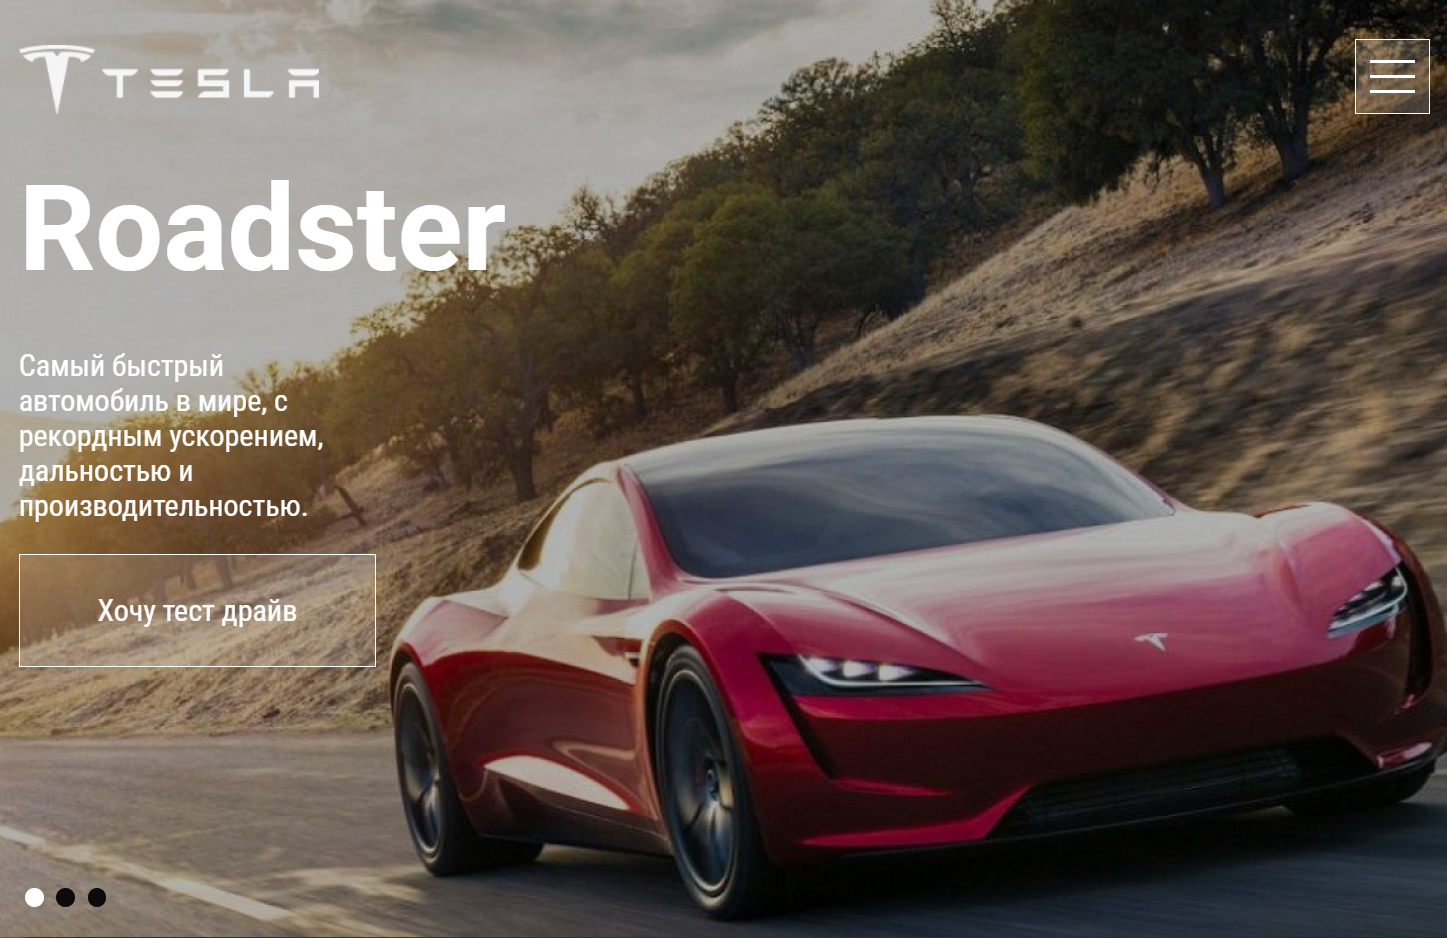 TESLA
Roadster
Самый быстрый
автомобиль в мире, с
рекордным ускорением,
дальностью и
производительностью.
Хочу тест драйв